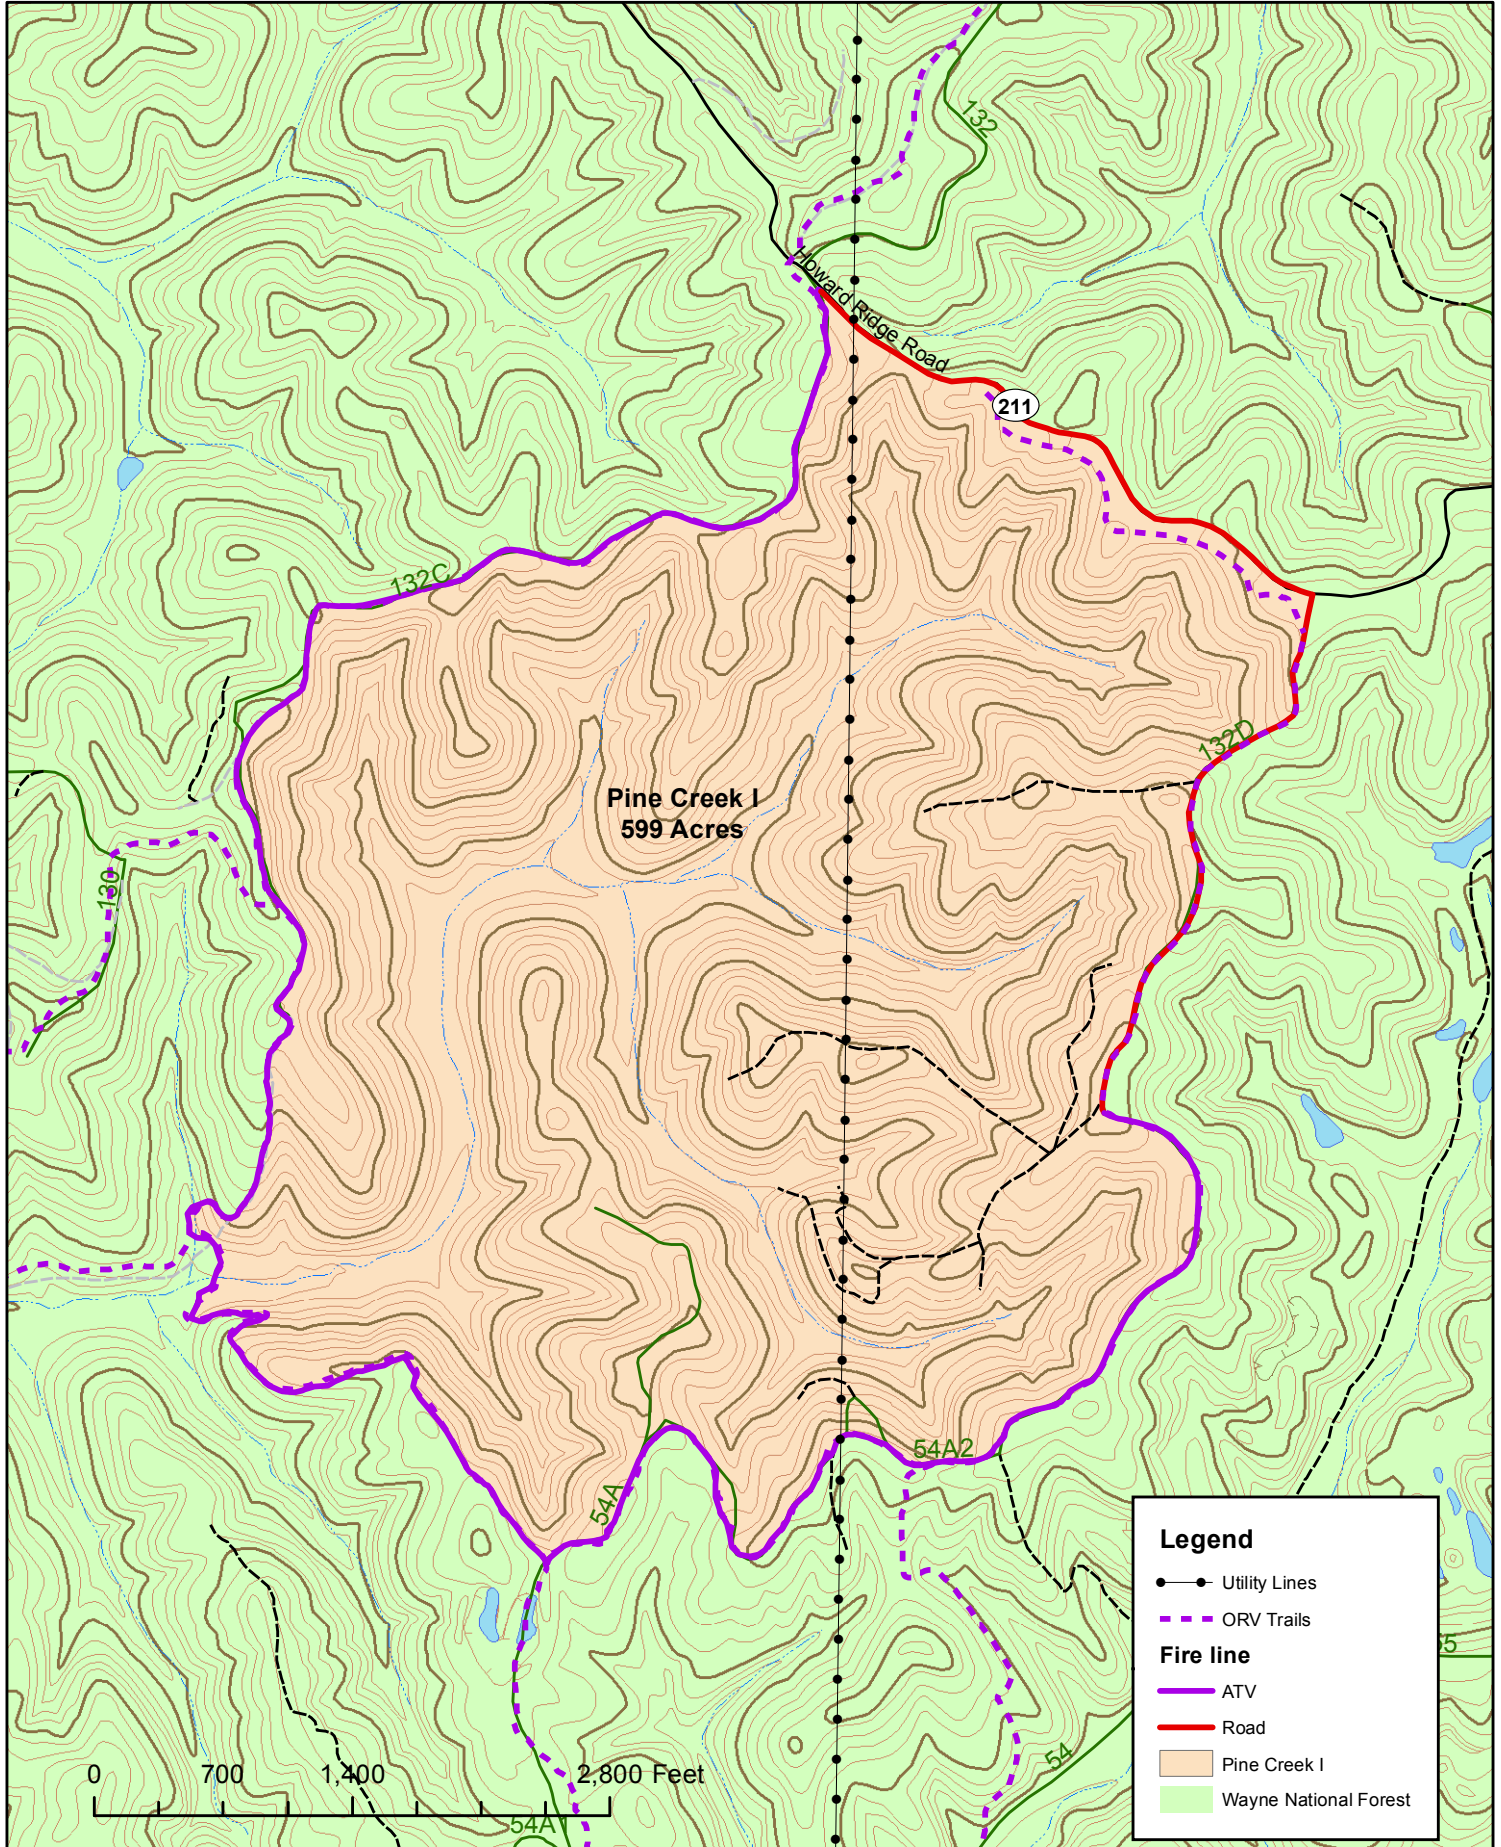 132
Howard Ridge Road
211
132C
132D
Pine Creek I
599 Acres
130
54A2
54A
Legend
Utility Lines
ORV Trails
Fire line
ATV
Road
Pine Creek I
Wayne National Forest
54
0 700 1,400 2,800 Feet
54A1